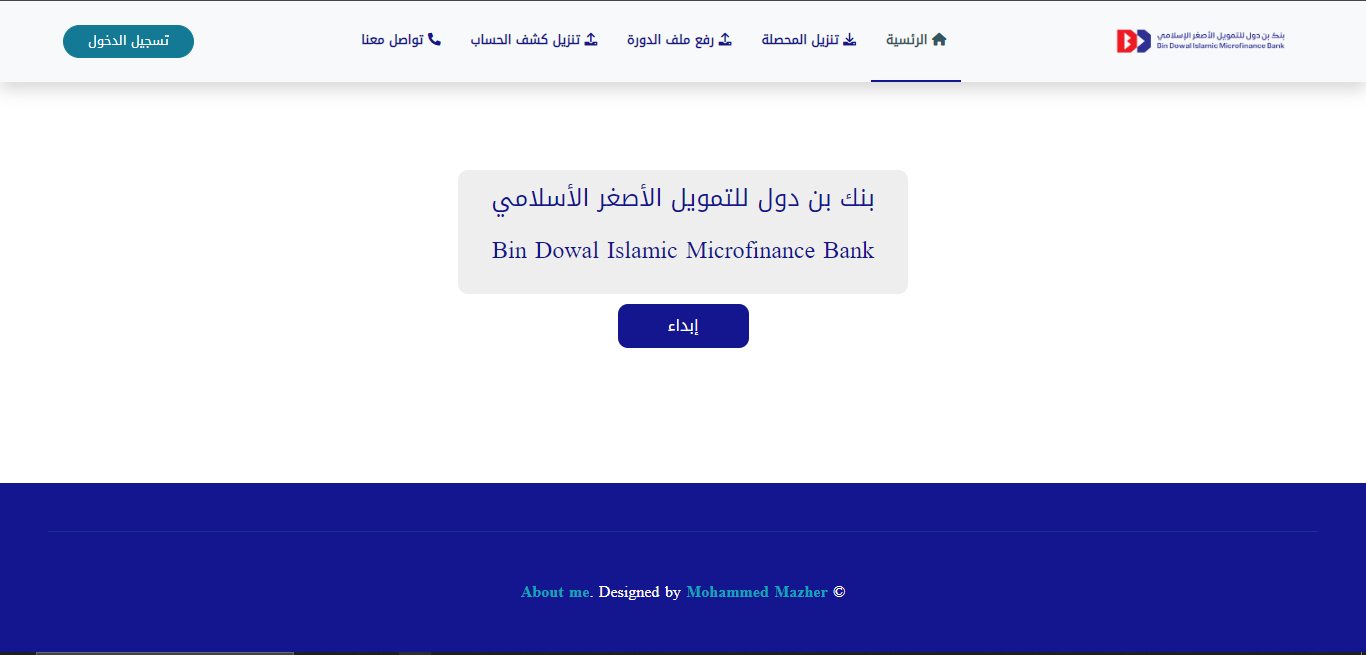 بنك بن دول للتمويل الأصغر الإسلامي
Bin Dowal Islamic Microfinance Bank
الرئسية
تنزيل المحصلة
رفع ملف الدورة
تنزيل كشف الحساب
تواصل معنا
تسجيل الدخول
بنك بن دول للتمويل الأصغر الأسلامي
Bin Dowal Islamic Microfinance Bank
إبداء
About me. Designed by Mohammed Mazher ©